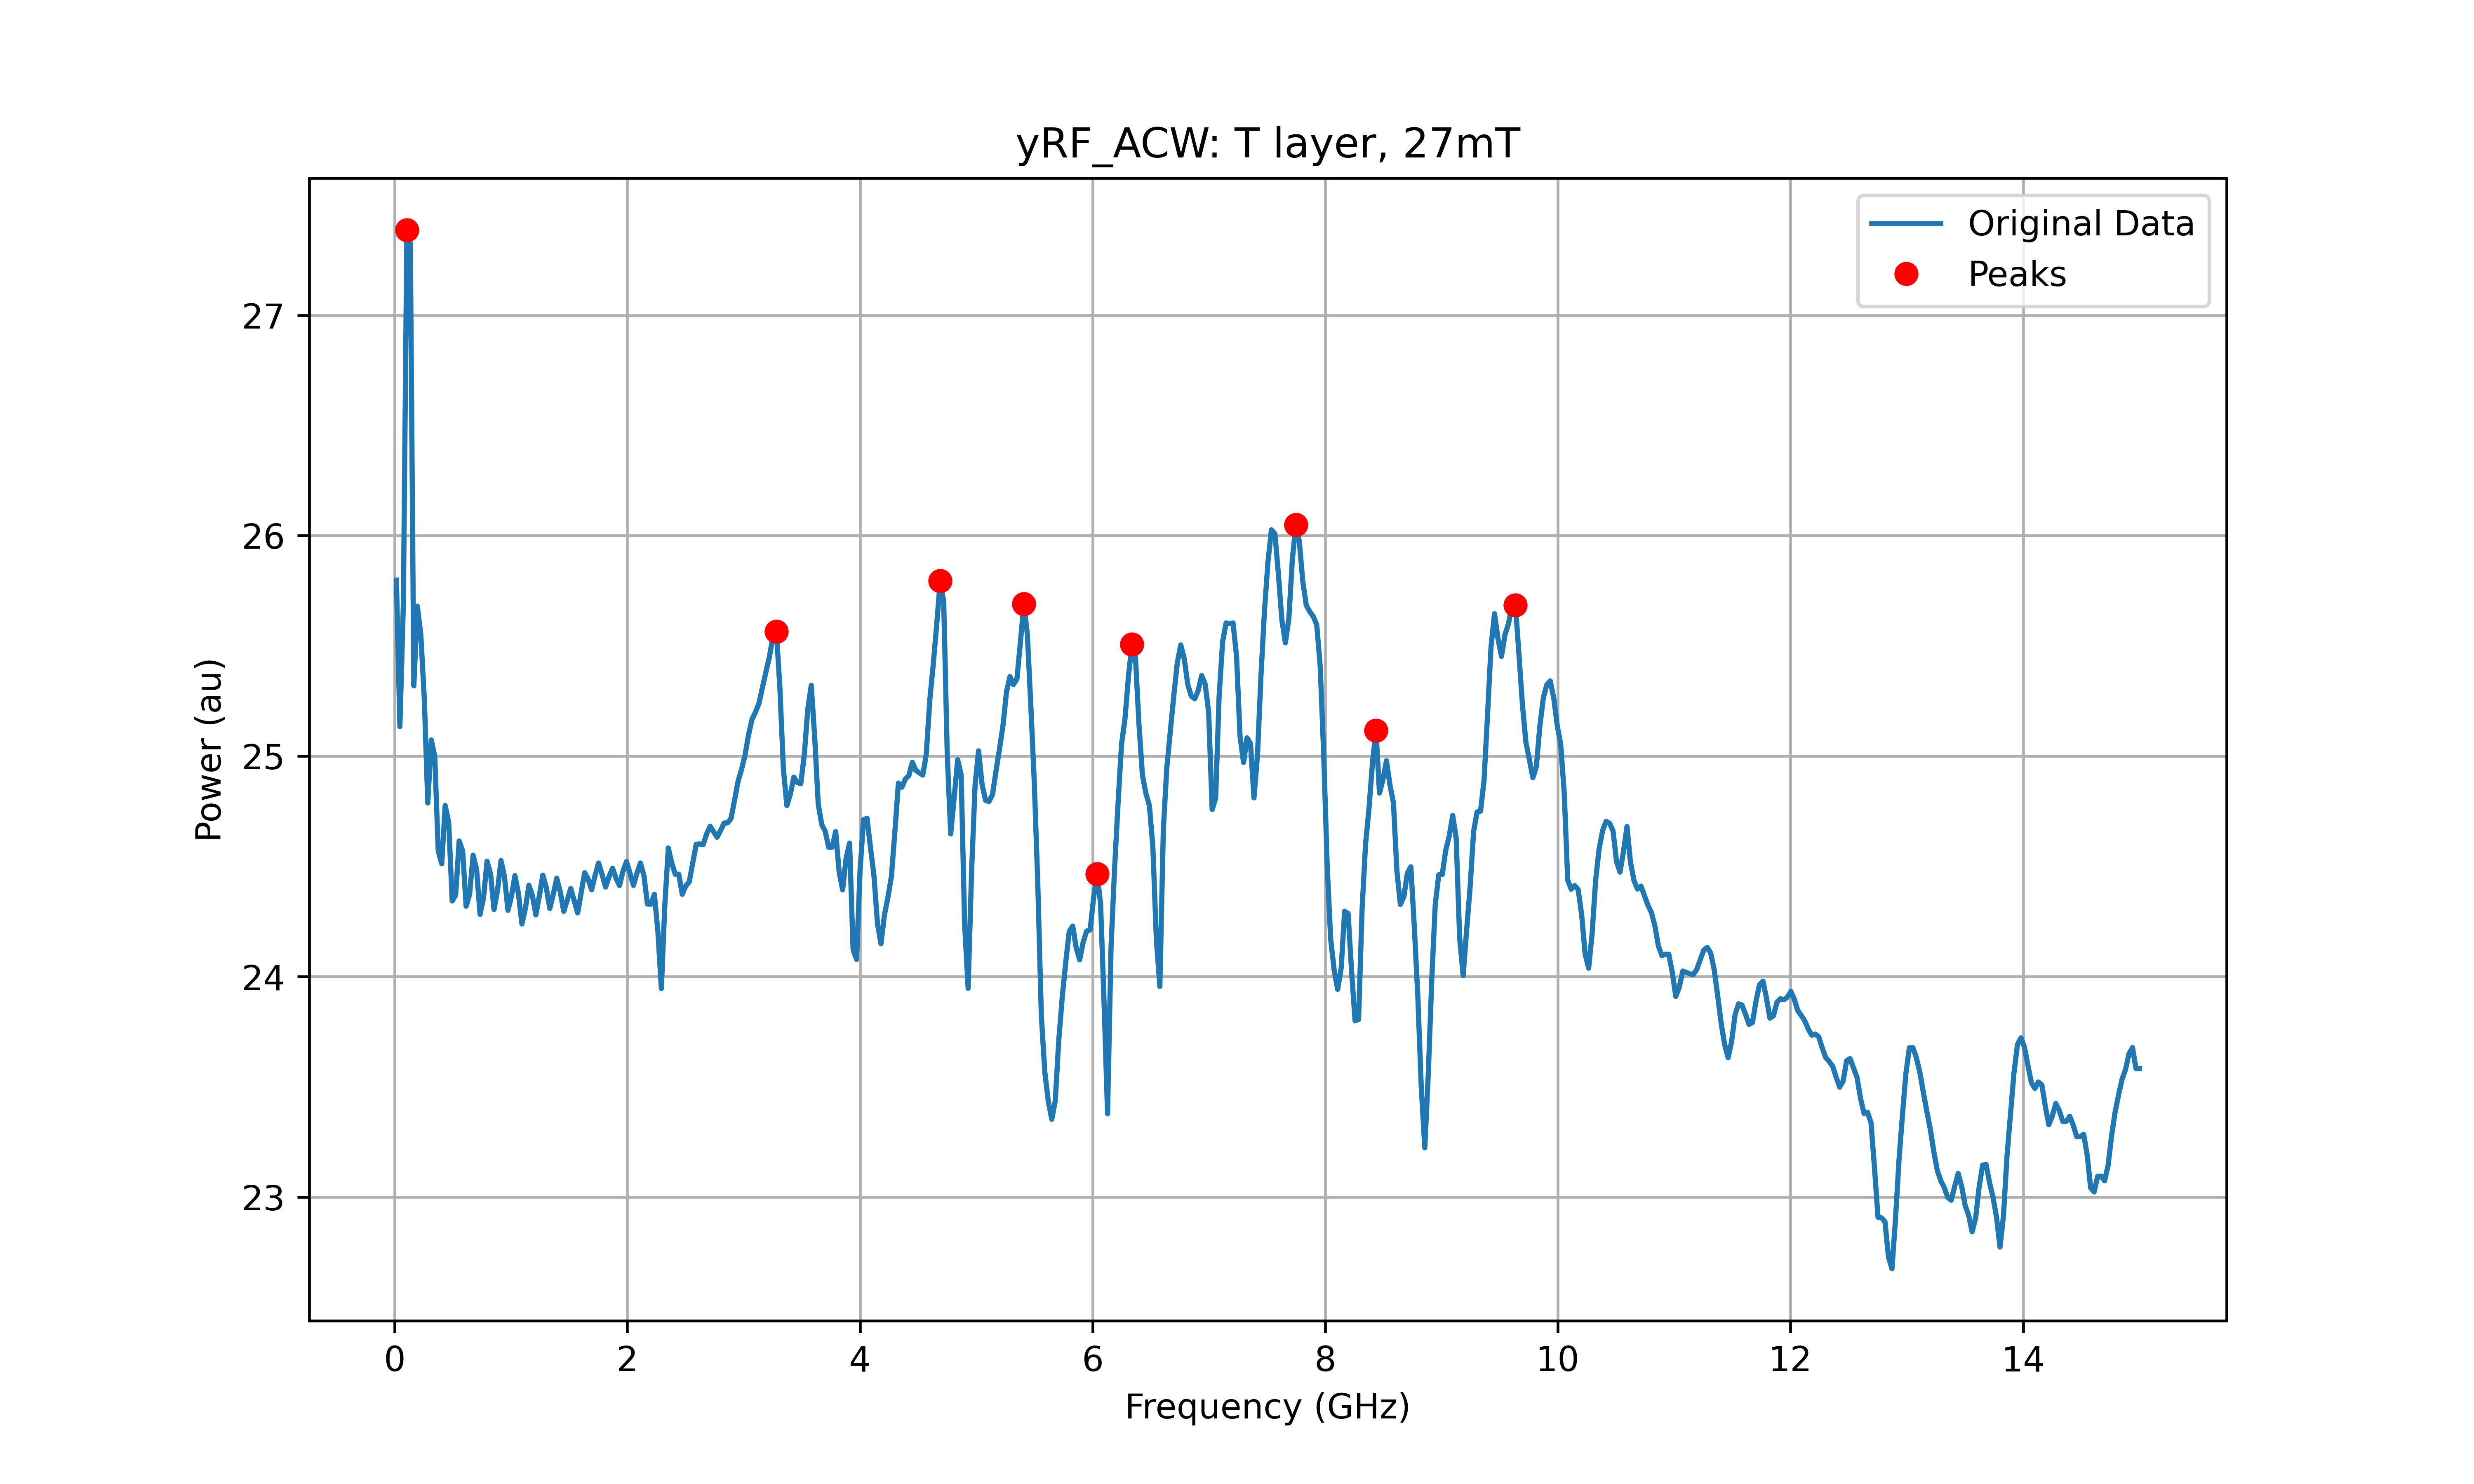 yRF_ACW: T layer, 27mT
Original Data
Peaks
27
26
25
24
23
Power (au)
0 2 4 6 8 10 12 14
Frequency (GHz)